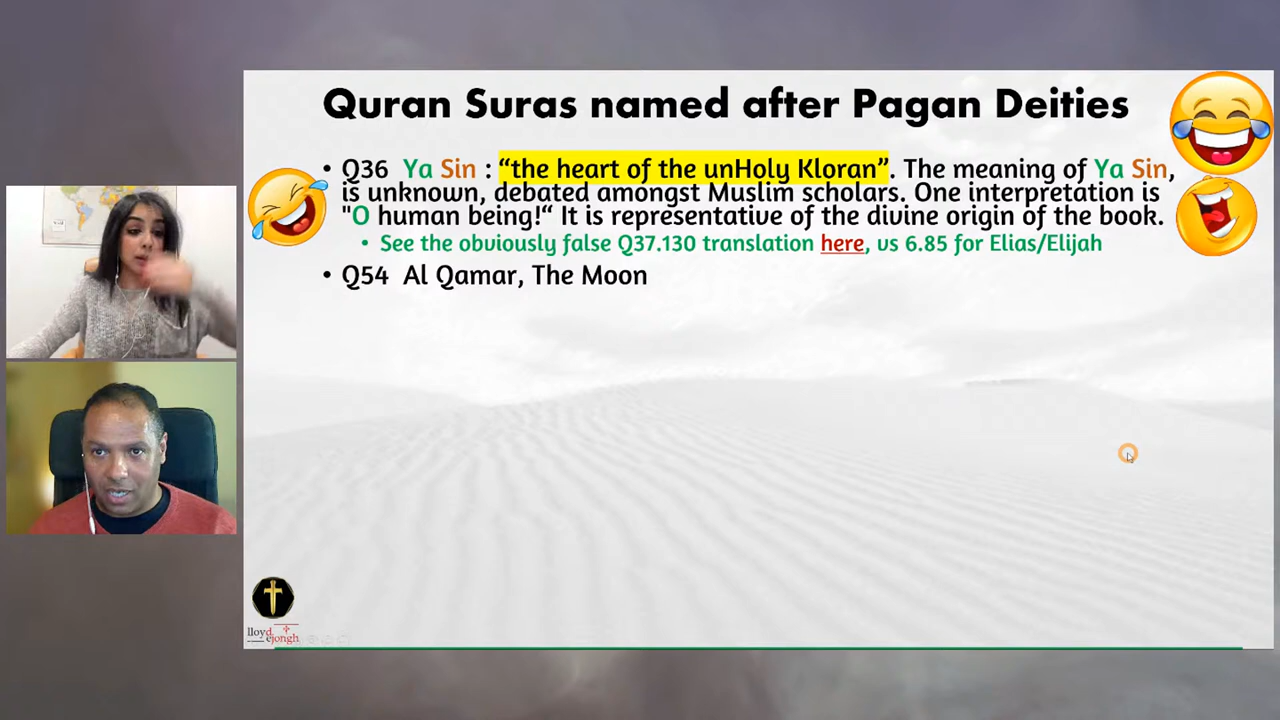 Quran Suras named after Pagan Deities
• Q36 Ya Sin : “the heart of the unHoly Kloran”. The meaning of Ya Sin,
is unknown, debated amongst Muslim scholars. One interpretation is
"O human being!“ It is representative of the divine origin of the book.
• See the obviously false Q37.130 translation here, vs 6.85 for Elias/Elijah
• Q54 Al Qamar, The Moon
lloyd
ejongh